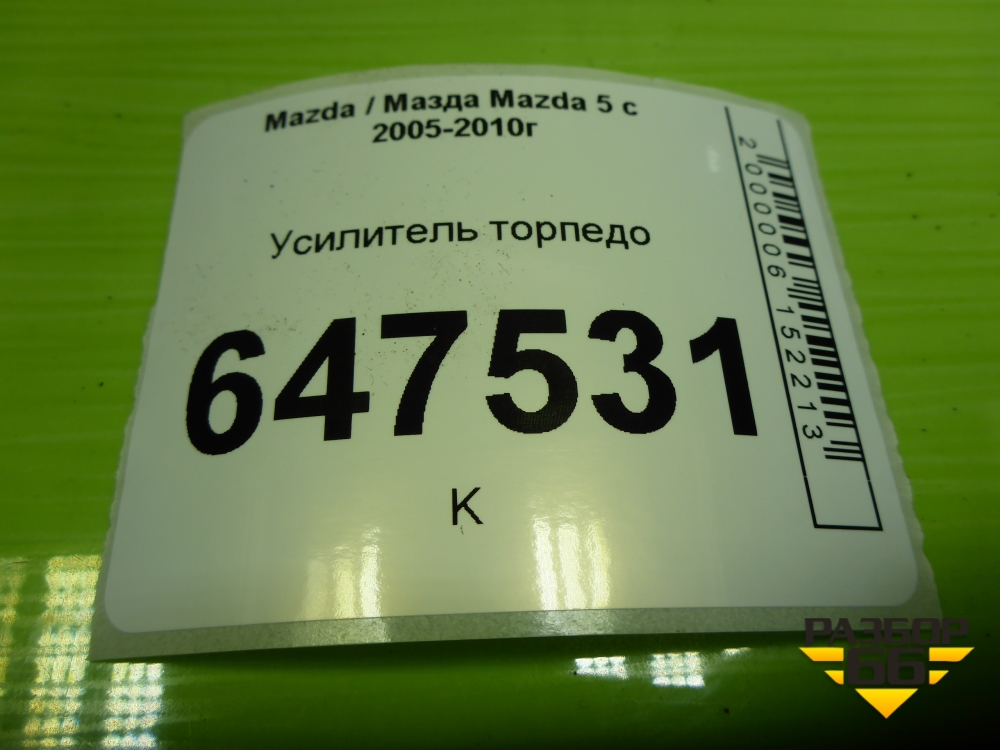 Mazda / Мазда Mazda 5 с
2005-2010г
Усилитель торпедо
647531
К
2000006152213
РАЗБОР
66